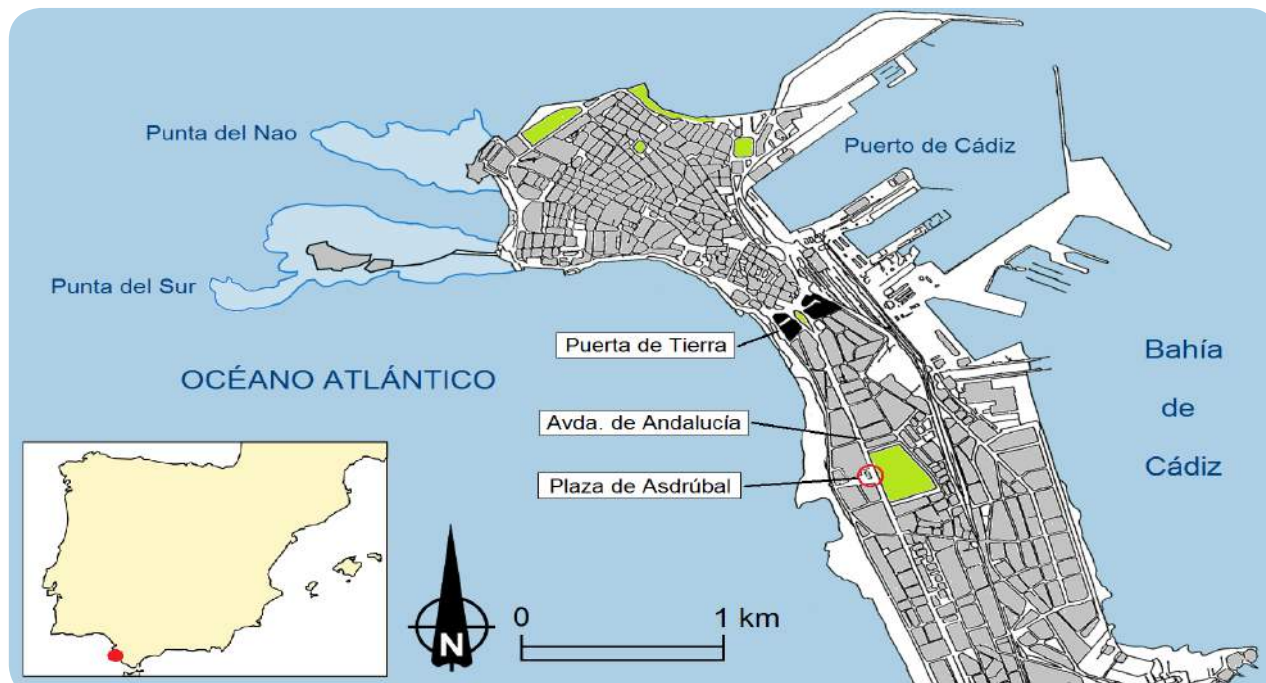 Punta del Nao
Puerto de Cádiz
Punta del Sur
Puerta de Tierra
OCÉANO ATLÁNTICO
Bahía
de
Cádiz
Avda. de Andalucía
Plaza de Asdrúbal
0 1 km
N